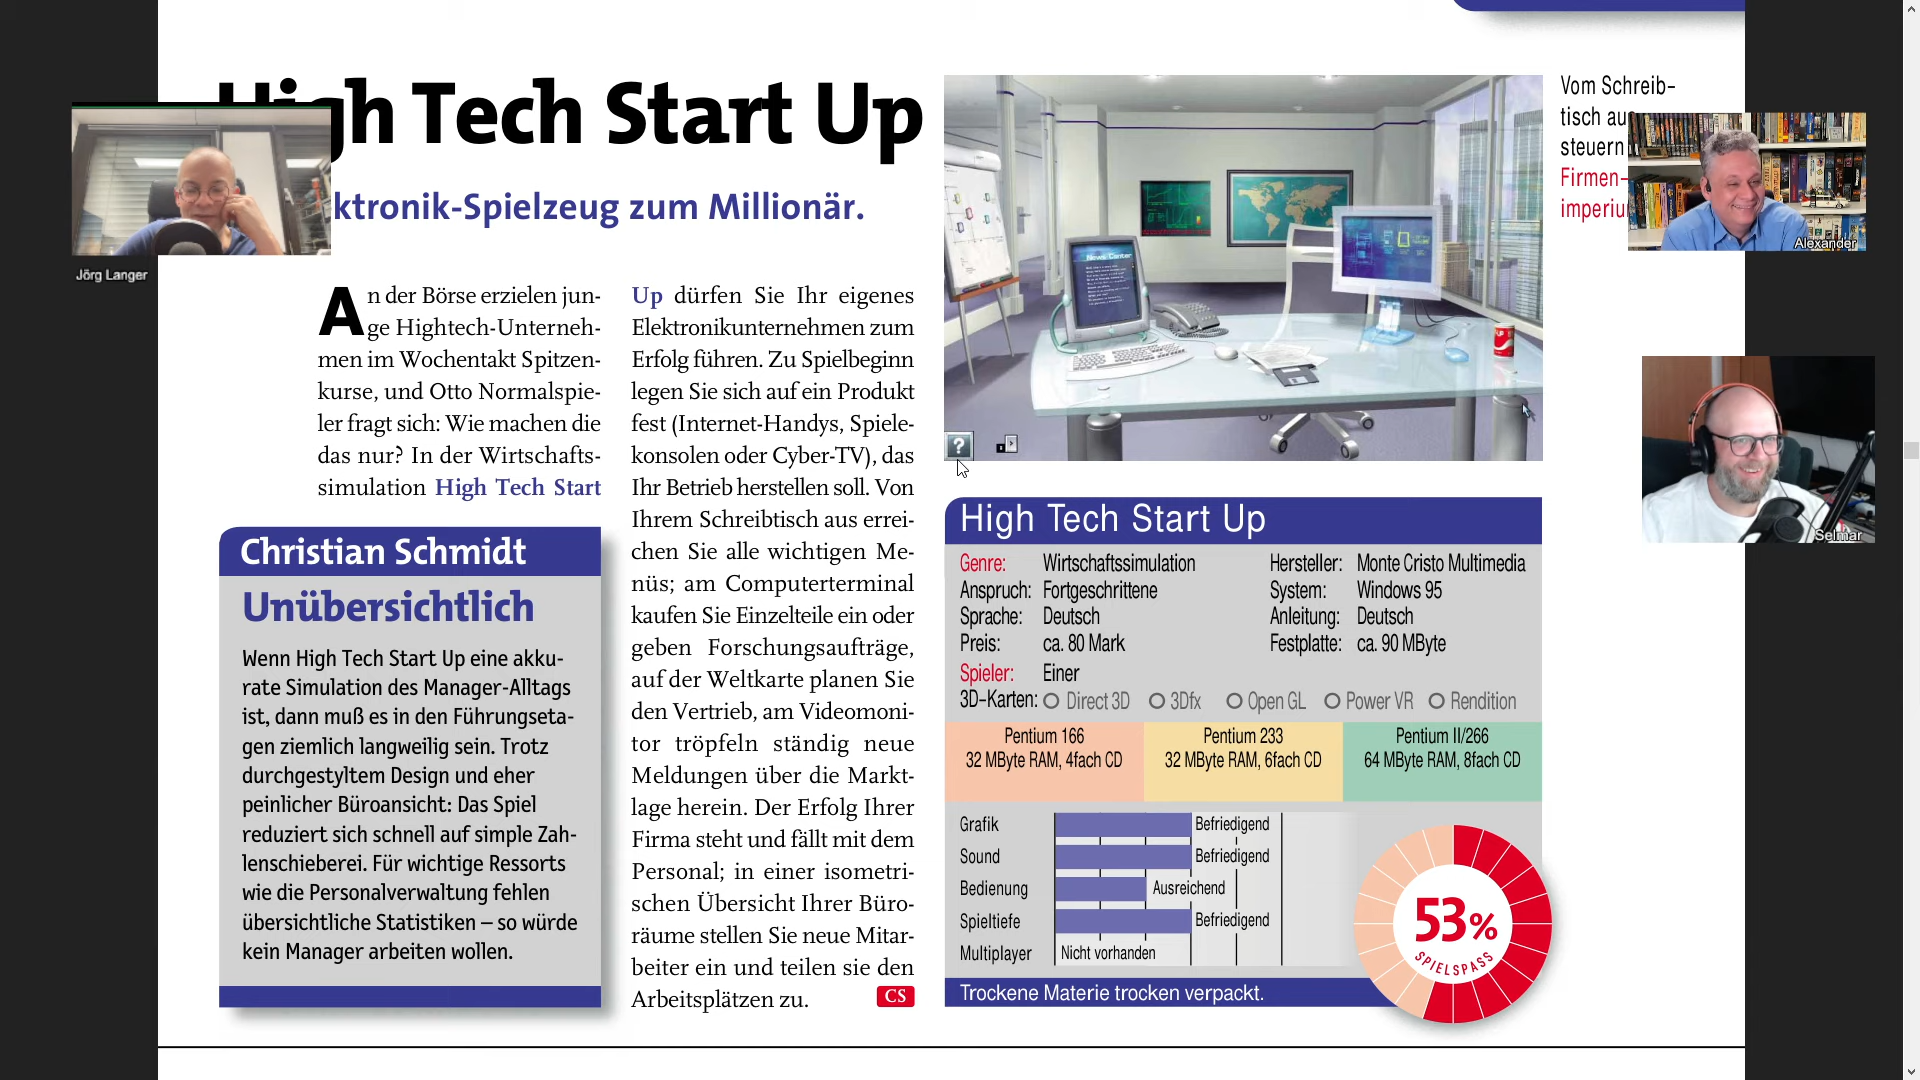 High Tech Start Up
ktronik-Spielzeug zum Millionär.
Jörg Langer
An der Börse erzielen jun-
ge Hightech-Unterneh-
men im Wochentakt Spitzen-
kurse, und Otto Normalspie-
ler fragt sich: Wie machen die
das nur? In der Wirtschafts-
simulation High Tech Start
Christian Schmidt
Unübersichtlich
Wenn High Tech Start Up eine akku-
rate Simulation des Manager-Alltags
ist, dann muß es in den Führungseta-
gen ziemlich langweilig sein. Trotz
durchgestyltem Design und eher
peinlicher Büroansicht: Das Spiel
reduziert sich schnell auf simple Zah-
lenschieberei. Für wichtige Ressorts
wie die Personalverwaltung fehlen
übersichtliche Statistiken – so würde
kein Manager arbeiten wollen.
Up dürfen Sie Ihr eigenes
Elektronikunternehmen zum
Erfolg führen. Zu Spielbeginn
legen Sie sich auf ein Produkt
fest (Internet-Handys, Spiele-
konsolen oder Cyber-TV), das
Ihr Betrieb herstellen soll. Von
Ihrem Schreibtisch aus errei-
chen Sie alle wichtigen Me-
nüs; am Computerterminal
kaufen Sie Einzelteile ein oder
geben Forschungsaufträge,
auf der Weltkarte planen Sie
den Vertrieb, am Videomoni-
tor tröpfeln ständig neue
Meldungen über die Markt-
lage herein. Der Erfolg Ihrer
Firma steht und fällt mit dem
Personal; in einer isometri-
schen Übersicht Ihrer Büro-
räume stellen Sie neue Mitar-
beiter ein und teilen sie den
Arbeitsplätzen zu. CS
News Center
?
Vom Schreib-
tisch aus
steuern
Firmen-
imperiu
Alexander
Selmar
High Tech Start Up
Genre: Wirtschaftssimulation Hersteller: Monte Cristo Multimedia
Anspruch: Fortgeschrittene System: Windows 95
Sprache: Deutsch Anleitung: Deutsch
Preis: ca. 80 Mark Festplatte: ca. 90 MByte
Spieler: Einer
3D-Karten: Direct 3D 3Dfx Open GL Power VR Rendition
Pentium 166
32 MByte RAM, 4fach CD
Pentium 233
32 MByte RAM, 6fach CD
Pentium II/266
64 MByte RAM, 8fach CD
Grafik Befriedigend
Sound Befriedigend
Bedienung Ausreichend
Spieltiefe Befriedigend
Multiplayer Nicht vorhanden
53%
SPIELSPASS
Trockene Materie trocken verpackt.